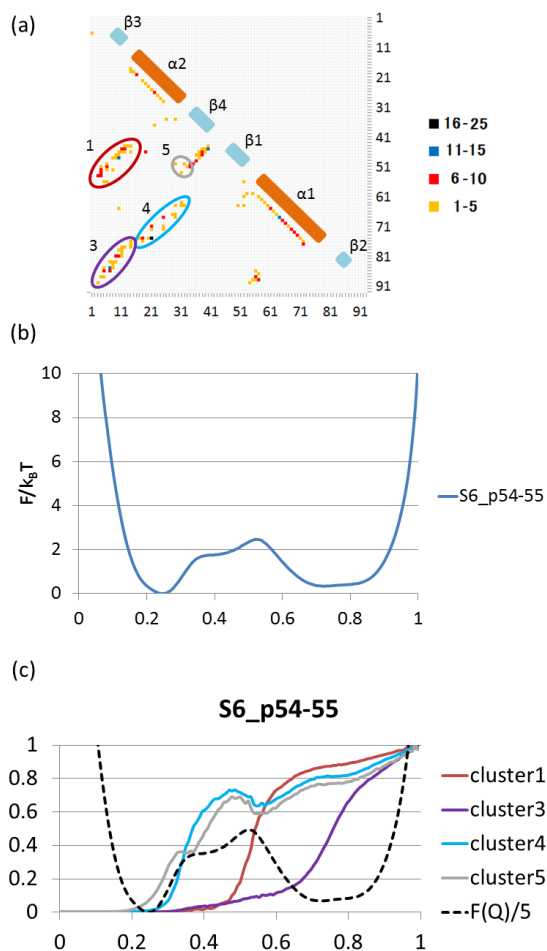 (a)
β3
1
11
α2
21
31
β4
41
β1
1
5
51
α1
61
4
71
3
β2
81
91
1 11 21 31 41 51 61 71 81 91
16-25
11-15
6-10
1-5
(b)
10
8
6
4
2
0
F/kBT
0 0.2 0.4 0.6 0.8 1
S6_p54-55
(c)
S6_p54-55
1
0.8
0.6
0.4
0.2
0
0 0.2 0.4 0.6 0.8 1
cluster1
cluster3
cluster4
cluster5
F(Q)/5